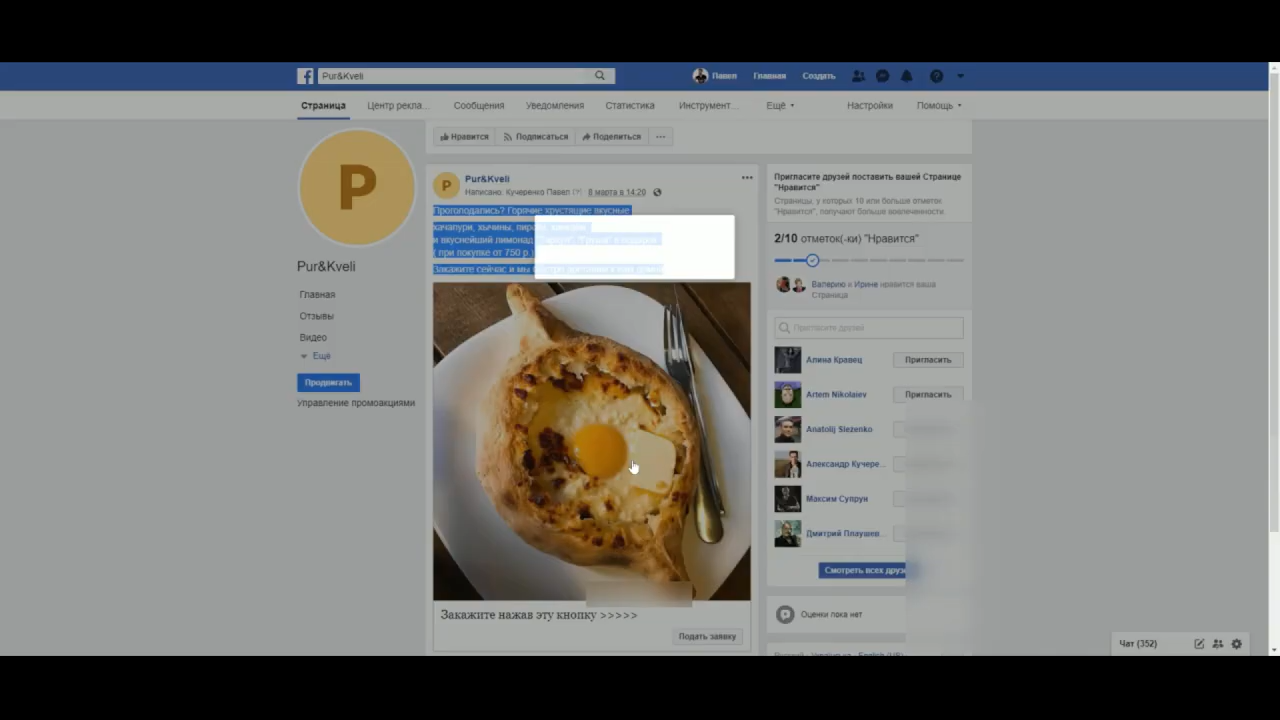 Pur&Kveli
Павел
Главная
Создать
Страница
Центр рекла...
Сообщения
Уведомления
Статистика
Инструмент...
Ещё
Настройки
Помощь
Нравится
Подписаться
Поделиться
...
P
Pur&Kveli
Главная
Отзывы
Видео
Ещё
Продвигать
Управление промоакциями
P
Pur&Kveli
Написано: Кучеренко Павел
8 марта в 14:20
Проголодались? Горячие хрустящие вкусные
хачапури, хычины, пироги
и вкуснейший лимонад
( при покупке от 750 р.)
Закажите сейчас и мы
Закажите нажав эту кнопку >>>>>
Подать заявку
Пригласите друзей поставить вашей Странице
"Нравится"
Страницы, у которых 10 или больше отметок
"Нравится", получают больше вовлеченности.
2/10 отметок(-ки) "Нравится"
Валерию и Ирине нравится ваша
Страница
Пригласите друзей
Алина Кравец
Пригласить
Artem Nikolaiev
Пригласить
Anatolij Slezenko
Александр Кучере...
Максим Супрун
Дмитрий Плаушев...
Смотреть всех друзе
Оценки пока нет
Чат (352)